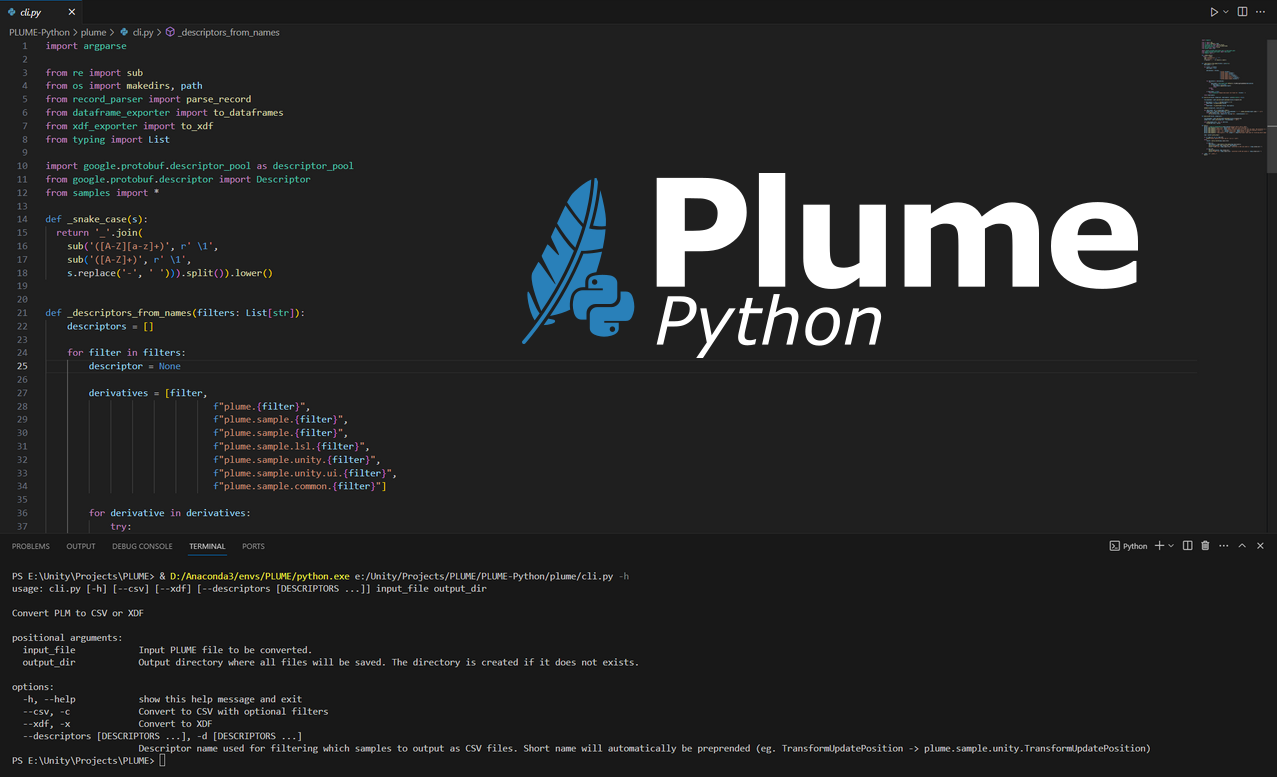 cli.py
PLUME-Python > plume > cli.py > _descriptors_from_names
1 import argparse
2
3 from re import sub
4 from os import makedirs, path
5 from record_parser import parse_record
6 from dataframe_exporter import to_dataframes
7 from xdf_exporter import to_xdf
8 from typing import List
9
10 import google.protobuf.descriptor_pool as descriptor_pool
11 from google.protobuf.descriptor import Descriptor
12 from samples import *
13
14 def _snake_case(s):
15 return '_'.join(
16 sub('([A-Z][a-z]+)', r' \1',
17 sub('([A-Z]+)', r' \1',
18 s.replace('-', ' '))).split()).lower()
19
20
21 def _descriptors_from_names(filters: List[str]):
22 descriptors = []
23
24 for filter in filters:
25 descriptor = None
26
27 derivatives = [filter,
28 f"plume.{filter}",
29 f"plume.sample.{filter}",
30 f"plume.sample.{filter}",
31 f"plume.sample.lsl.{filter}",
32 f"plume.sample.unity.{filter}",
33 f"plume.sample.unity.ui.{filter}",
34 f"plume.sample.common.{filter}"]
35
36 for derivative in derivatives:
37 try:
Plume
Python
PROBLEMS OUTPUT DEBUG CONSOLE TERMINAL PORTS
Python
PS E:\Unity\Projects\PLUME> & D:/Anaconda3/envs/PLUME/python.exe e:/Unity/Projects/PLUME/PLUME-Python/plume/cli.py -h
usage: cli.py [-h] [--csv] [--xdf] [--descriptors [DESCRIPTORS ...]] input_file output_dir
Convert PLM to CSV or XDF
positional arguments:
input_file Input PLUME file to be converted.
output_dir Output directory where all files will be saved. The directory is created if it does not exists.
options:
-h, --help show this help message and exit
--csv, -c Convert to CSV with optional filters
--xdf, -x Convert to XDF
--descriptors [DESCRIPTORS ...], -d [DESCRIPTORS ...]
Descriptor name used for filtering which samples to output as CSV files. Short name will automatically be preprended (eg. TransformUpdatePosition -> plume.sample.unity.TransformUpdatePosition)
PS E:\Unity\Projects\PLUME>